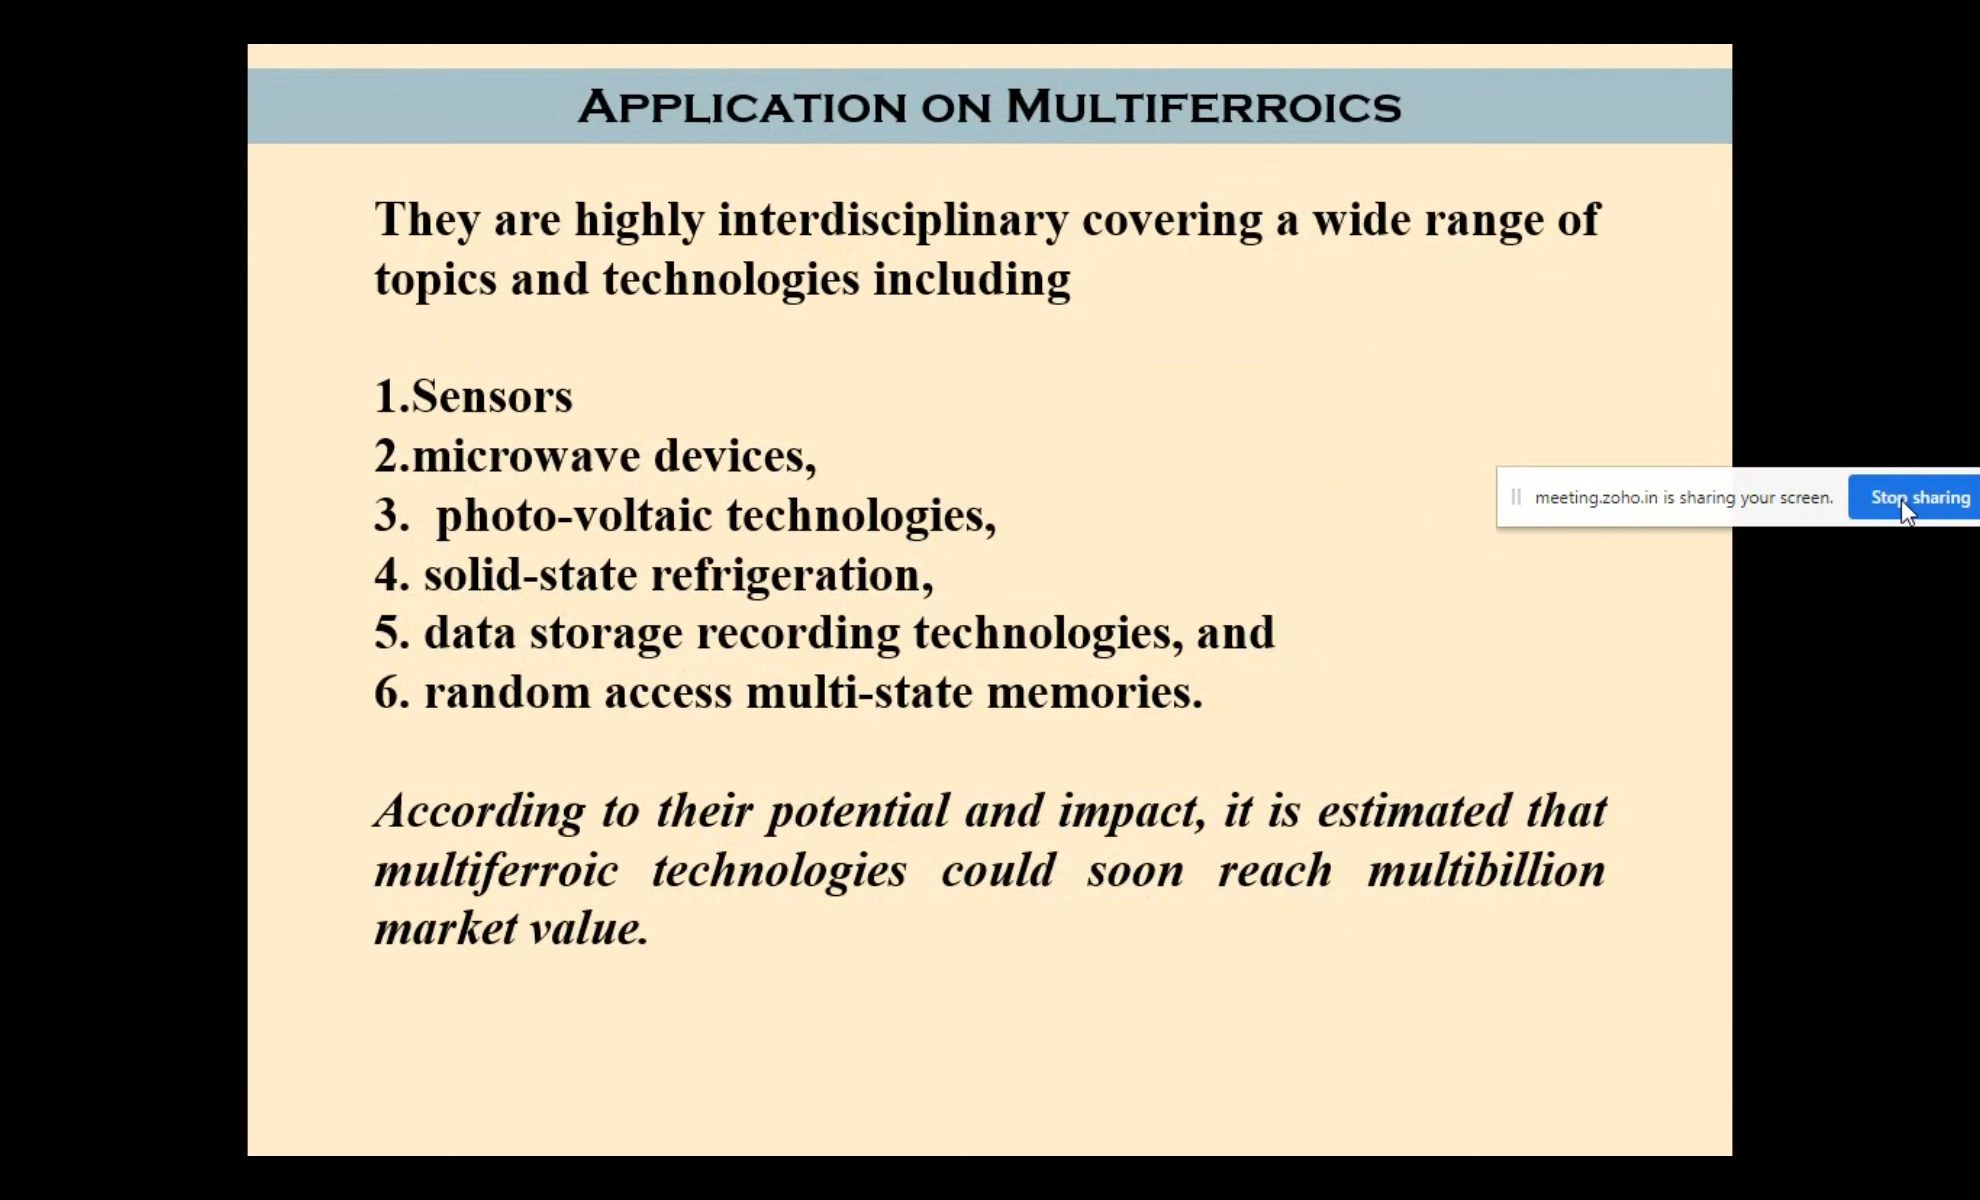 APPLICATION ON MULTIFERROICS
They are highly interdisciplinary covering a wide range of
topics and technologies including
1.Sensors
2.microwave devices,
3. photo-voltaic technologies,
meeting.zoho.in is sharing your screen. Stop sharing
4. solid-state refrigeration,
5. data storage recording technologies, and
6. random access multi-state memories.
According to their potential and impact, it is estimated that
multiferroic technologies could soon reach multibillion
market value.